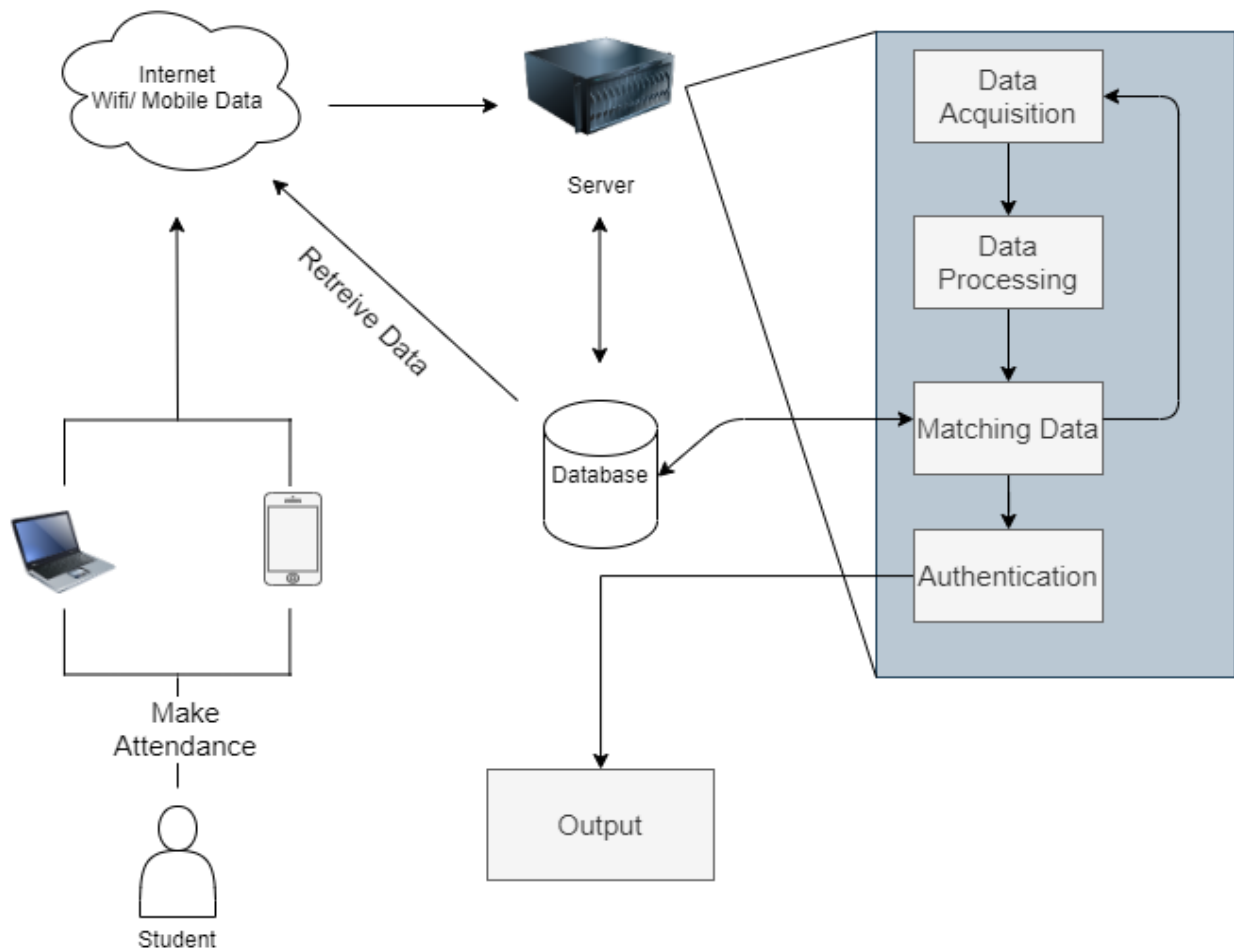 Internet
Wifi/ Mobile Data
Server
Data
Acquisition
Data
Processing
Retreive Data
Matching Data
Database
Authentication
Make
Attendance
Output
Student